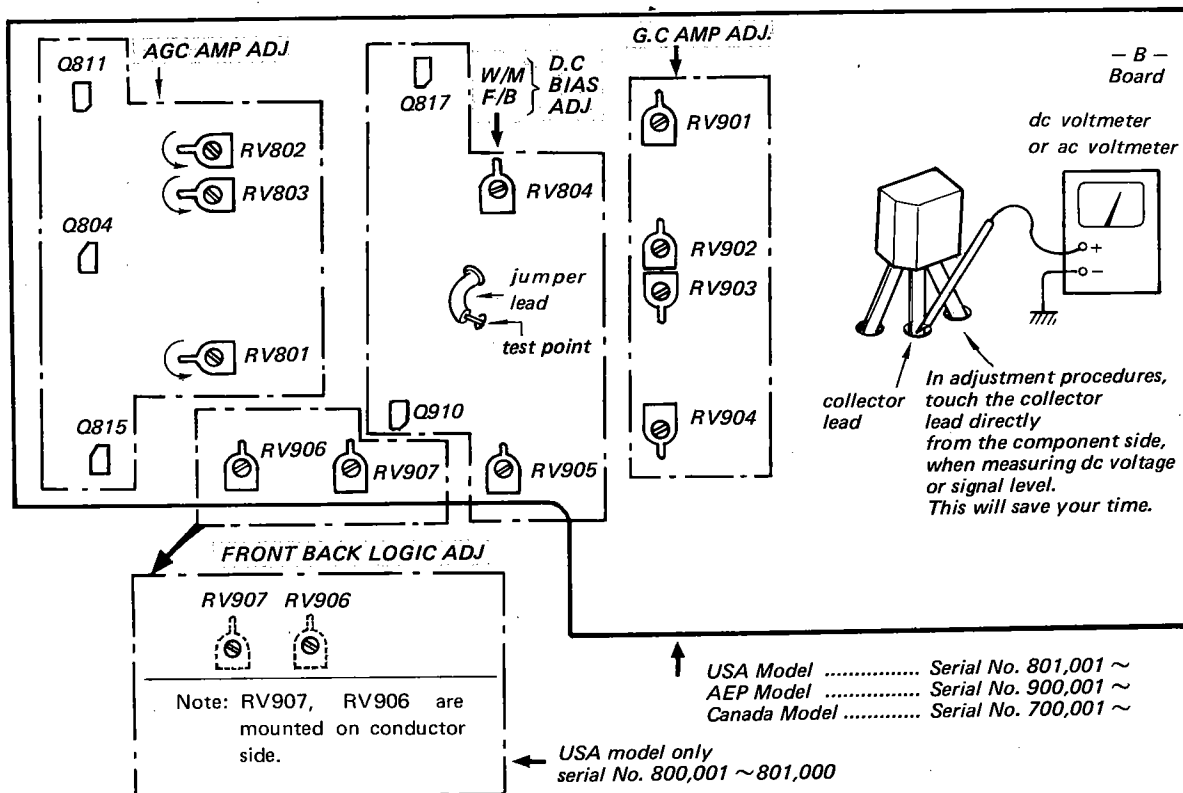 AGC AMP ADJ
Q811
RV802
RV803
Q804
RV801
Q815
Q817
W/M
F/B
D.C
BIAS
ADJ
RV804
jumper
lead
test point
Q910
RV906
RV907
RV905
G.C AMP ADJ.
RV901
RV902
RV903
RV904
— B —
Board
dc voltmeter
or ac voltmeter
+
−
collector
lead
In adjustment procedures,
touch the collector
lead directly
from the component side,
when measuring dc voltage
or signal level.
This will save your time.
FRONT BACK LOGIC ADJ
RV907 RV906
Note: RV907, RV906 are
mounted on conductor
side.
USA Model .............. Serial No. 801,001 ~
AEP Model .............. Serial No. 900,001 ~
Canada Model ............. Serial No. 700,001 ~
USA model only
serial No. 800,001 ~ 801,000